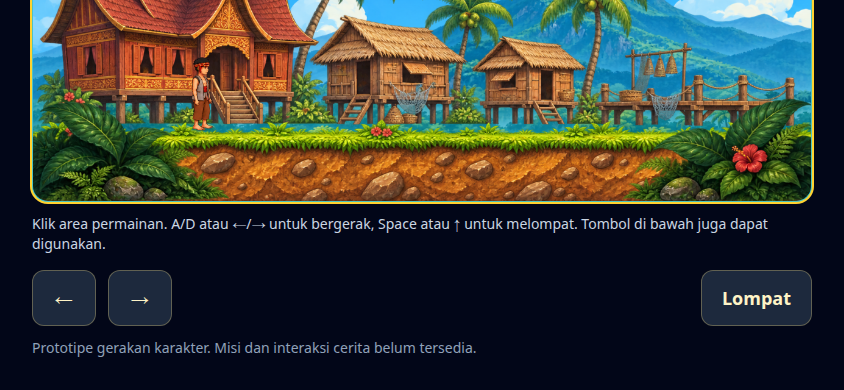 Klik area permainan. A/D atau ←/→ untuk bergerak, Space atau ↑ untuk melompat. Tombol di bawah juga dapat
digunakan.
← → Lompat
Prototipe gerakan karakter. Misi dan interaksi cerita belum tersedia.